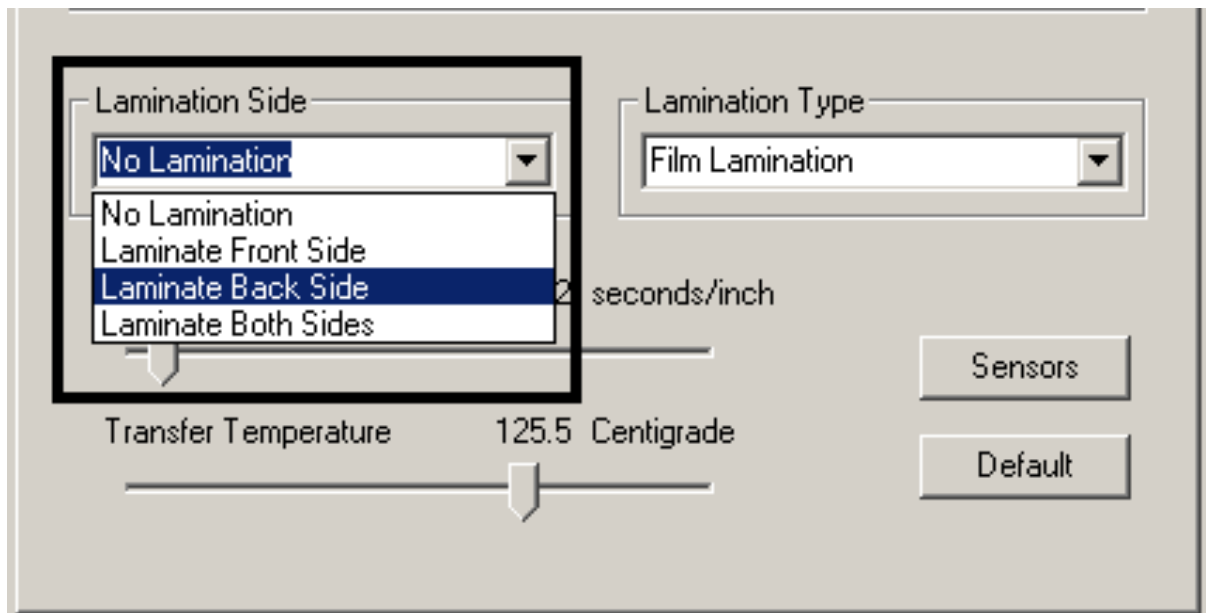 Lamination Side
Lamination Type
No Lamination
Film Lamination
No Lamination
Laminate Front Side
Laminate Back Side
Laminate Both Sides
2 seconds/inch
Sensors
Transfer Temperature 125.5 Centigrade
Default